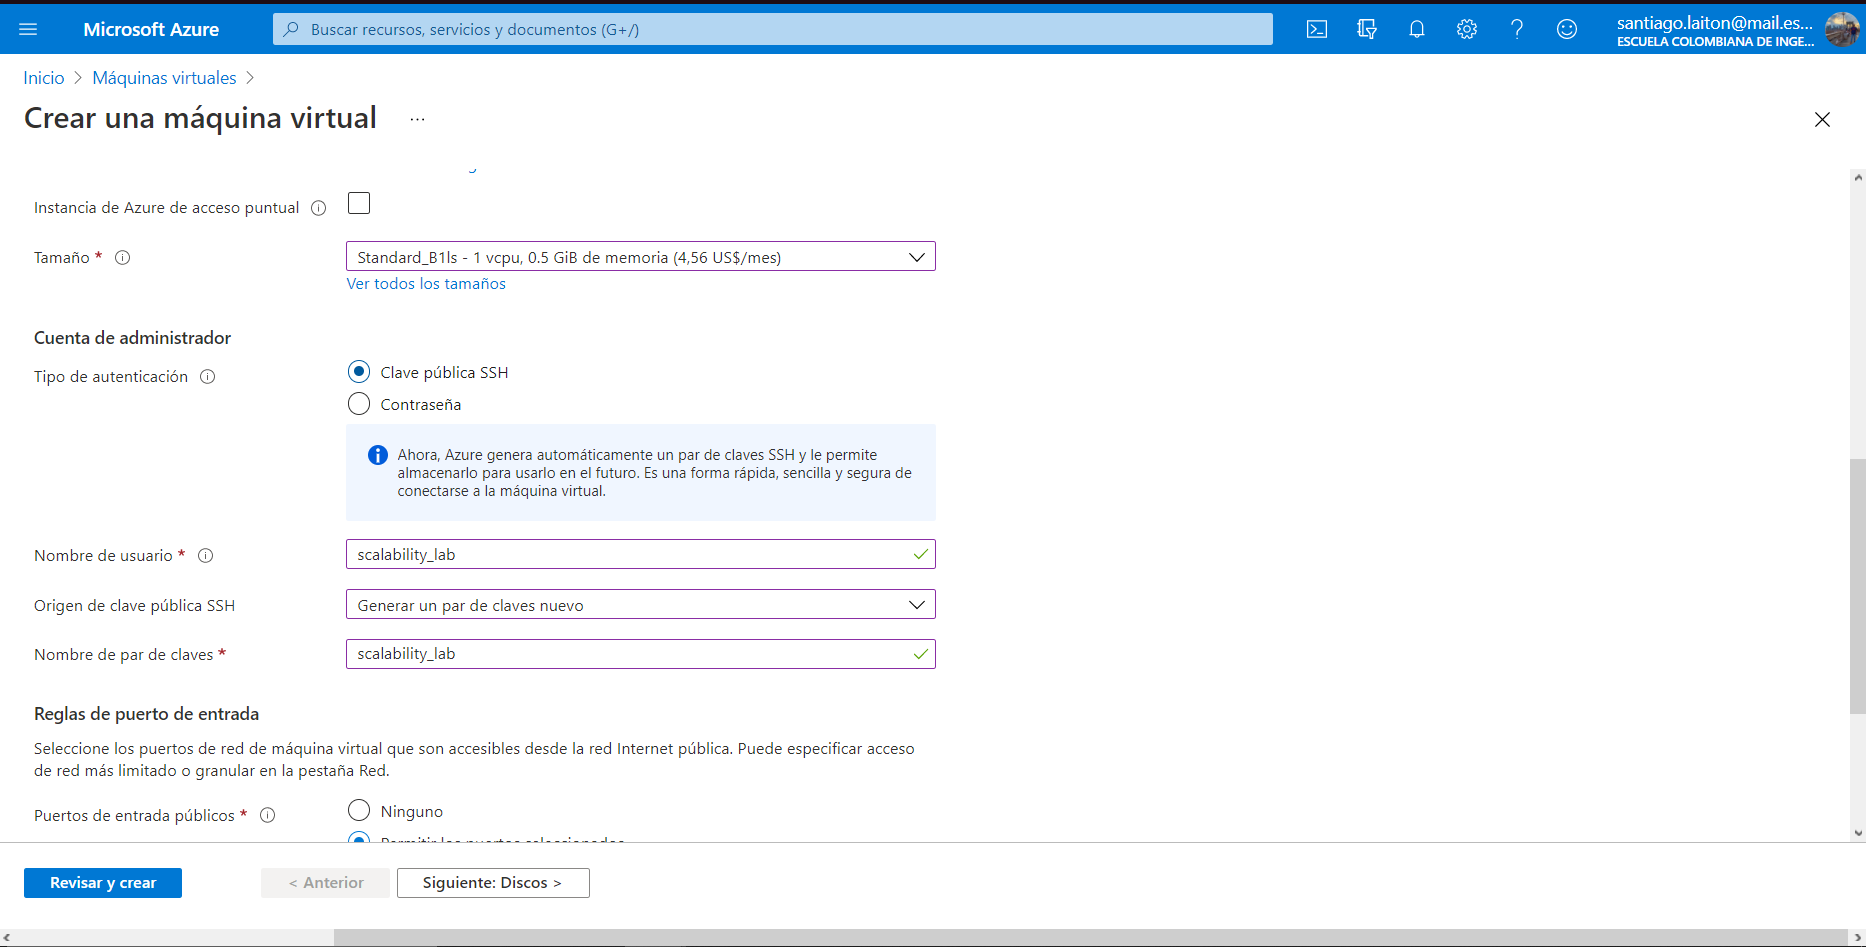 Microsoft Azure
Buscar recursos, servicios y documentos (G+/)
santiago.laiton@mail.es...
ESCUELA COLOMBIANA DE INGE...
Inicio > Máquinas virtuales >
Crear una máquina virtual ...
Instancia de Azure de acceso puntual
Tamaño *
Standard_B1ls - 1 vcpu, 0.5 GiB de memoria (4,56 US$/mes)
Ver todos los tamaños
Cuenta de administrador
Tipo de autenticación
Clave pública SSH
Contraseña
Ahora, Azure genera automáticamente un par de claves SSH y le permite
almacenarlo para usarlo en el futuro. Es una forma rápida, sencilla y segura de
conectarse a la máquina virtual.
Nombre de usuario *
scalability_lab
Origen de clave pública SSH
Generar un par de claves nuevo
Nombre de par de claves *
scalability_lab
Reglas de puerto de entrada
Seleccione los puertos de red de máquina virtual que son accesibles desde la red Internet pública. Puede especificar acceso
de red más limitado o granular en la pestaña Red.
Puertos de entrada públicos *
Ninguno
Permitir los puertos seleccionados
Revisar y crear
< Anterior
Siguiente: Discos >